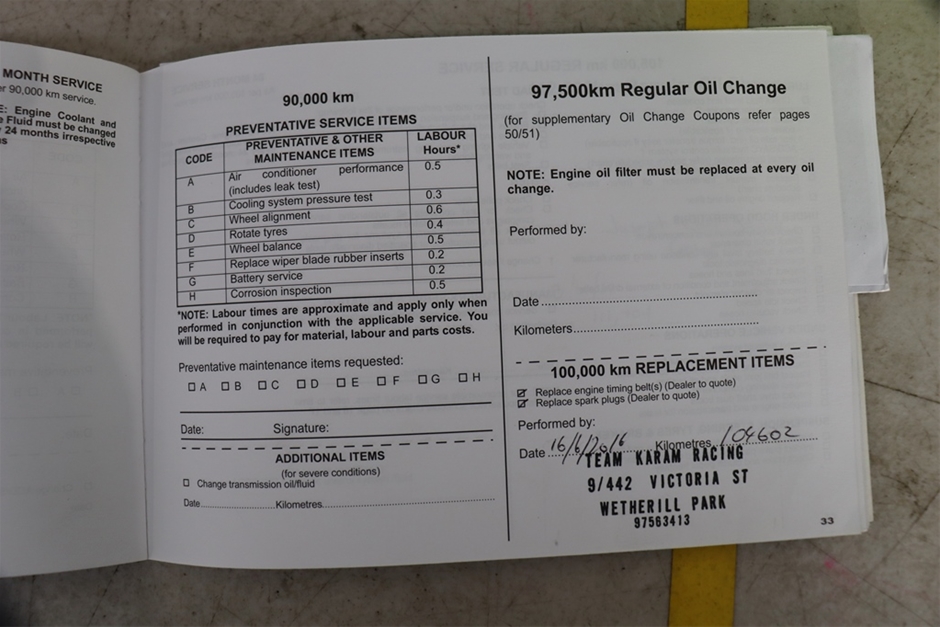 MONTH SERVICE
90,000 km service.
Engine Coolant and
Fluid must be changed
24 months irrespective
90,000 km
PREVENTATIVE SERVICE ITEMS
CODE PREVENTATIVE & OTHER MAINTENANCE ITEMS LABOUR Hours*
A Air conditioner performance (includes leak test) 0.5
B Cooling system pressure test 0.3
C Wheel alignment 0.6
D Rotate tyres 0.4
E Wheel balance 0.5
F Replace wiper blade rubber inserts 0.2
G Battery service 0.2
H Corrosion inspection 0.5
*NOTE: Labour times are approximate and apply only when
performed in conjunction with the applicable service. You
will be required to pay for material, labour and parts costs.
Preventative maintenance items requested:
☐ A ☐ B ☐ C ☐ D ☐ E ☐ F ☐ G ☐ H
Date: Signature:
ADDITIONAL ITEMS
(for severe conditions)
☐ Change transmission oil/fluid
Date............................Kilometres............................
97,500km Regular Oil Change
(for supplementary Oil Change Coupons refer pages
50/51)
NOTE: Engine oil filter must be replaced at every oil
change.
Performed by:
Date............................
Kilometers............................
100,000 km REPLACEMENT ITEMS
☑ Replace engine timing belt(s) (Dealer to quote)
☑ Replace spark plugs (Dealer to quote)
Performed by:
Date 16/6/2016 Kilometres 104602
TEAM KARAM RACING
9/442 VICTORIA ST
WETHERILL PARK
97563413
33